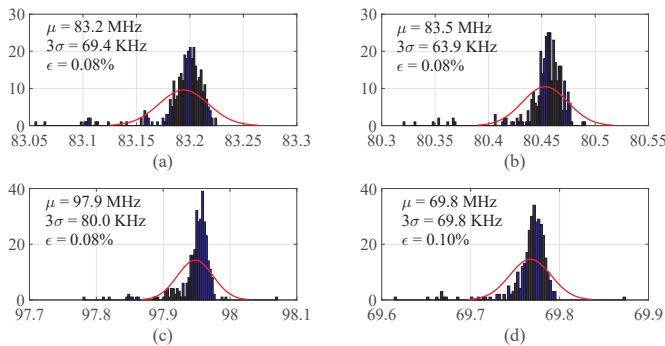 30
20
10
0
μ = 83.2 MHz
3σ = 69.4 KHz
ϵ = 0.08%
83.05 83.1 83.15 83.2 83.25 83.3
(a)
30
20
10
0
μ = 83.5 MHz
3σ = 63.9 KHz
ϵ = 0.08%
80.3 80.35 80.4 80.45 80.5 80.55
(b)
40
20
0
μ = 97.9 MHz
3σ = 80.0 KHz
ϵ = 0.08%
97.7 97.8 97.9 98 98.1
(c)
40
20
0
μ = 69.8 MHz
3σ = 69.8 KHz
ϵ = 0.10%
69.6 69.7 69.8 69.9
(d)